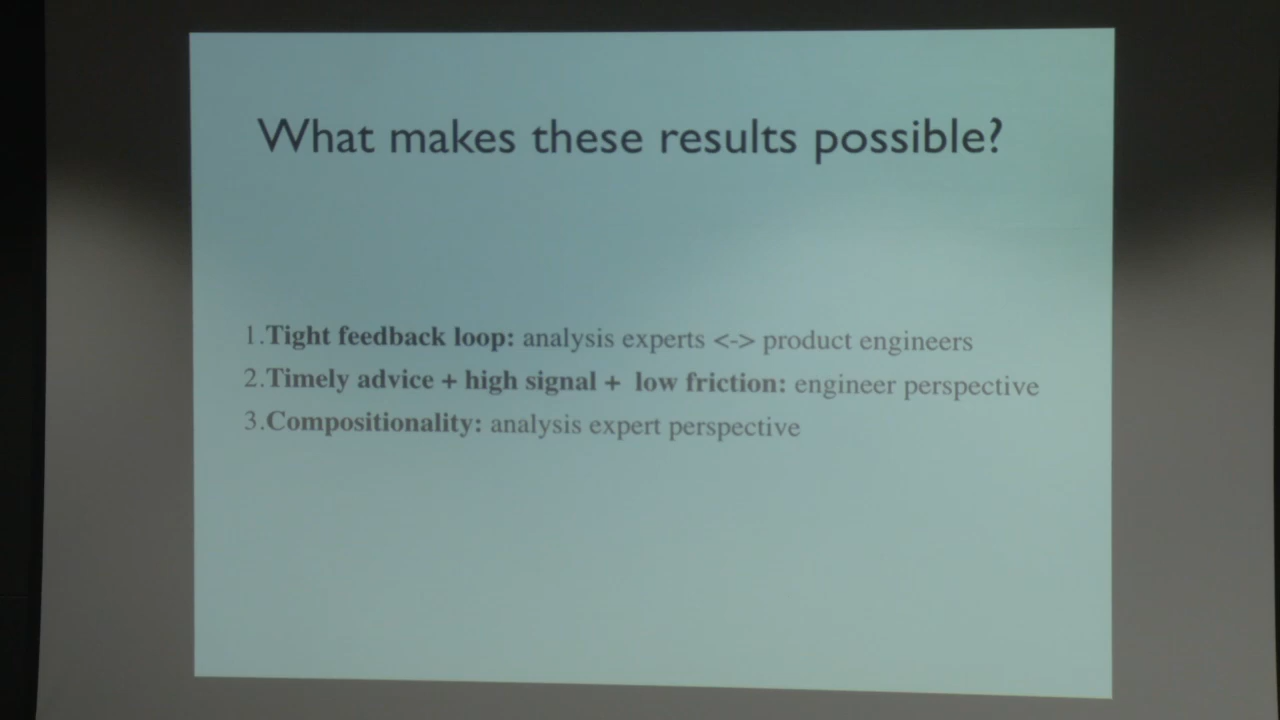 What makes these results possible?
1.Tight feedback loop: analysis experts <-> product engineers
2.Timely advice + high signal + low friction: engineer perspective
3.Compositionality: analysis expert perspective